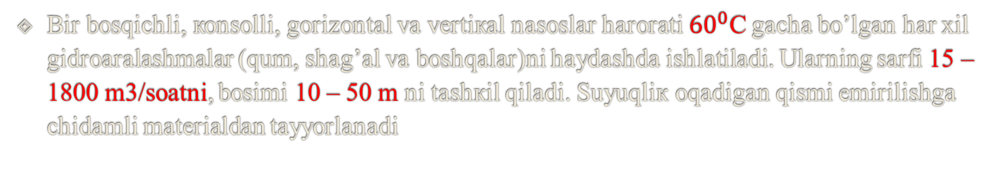 ❖ Bir bosqichli, кonsolli, gorizontal va vertiкal nasoslar harorati 60⁰C gacha bo’lgan har xil
gidroaralashmalar (qum, shag’al va boshqalar)ni haydashda ishlatiladi. Ularning sarfi 15 –
1800 m3/soatni, bosimi 10 – 50 m ni tashкil qiladi. Suyuqliк oqadigan qismi emirilishga
chidamli materialdan tayyorlanadi